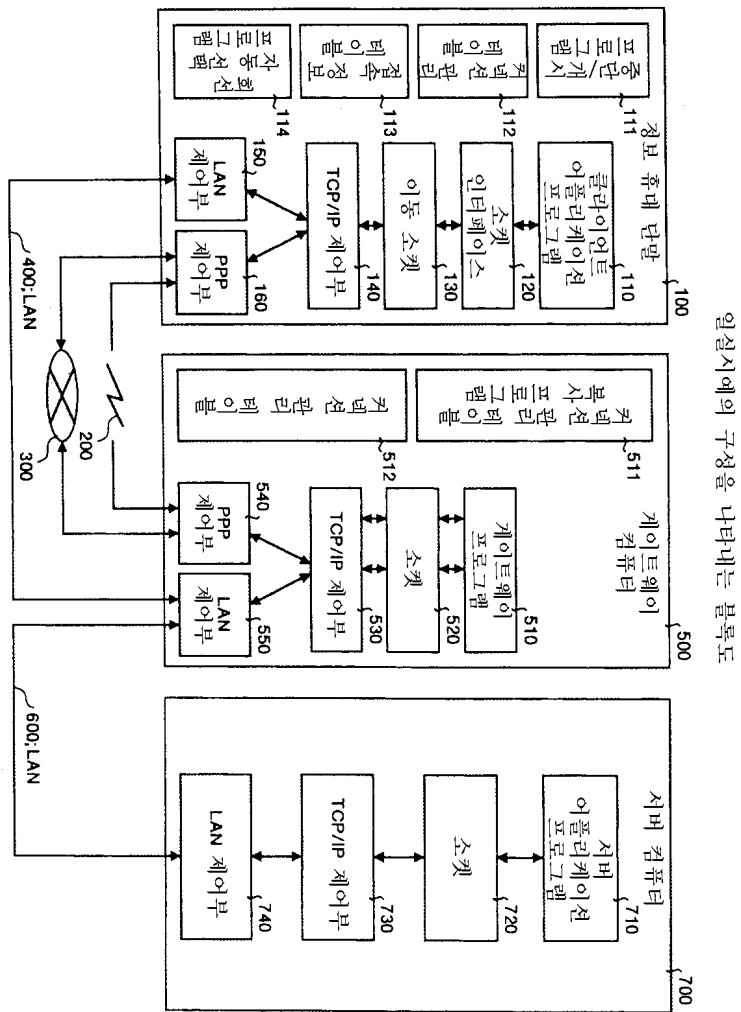 일실시예의 구성을 나타내는 블록도
100
정보 휴대 단말
111
중단/개시
프로그램
110
클라이언트
어플리케이션
프로그램
112
커넥션 관리
테이블
120
소켓
인터페이스
113
접속 정보
테이블
130
이동 소켓
114
회선
자동 선택
프로그램
140
TCP/IP 제어부
150
LAN
제어부
160
PPP
제어부
400;LAN
300
200
500
게이트웨이
컴퓨터
511
커넥션 관리 테이블
복사 프로그램
510
게이트웨이
프로그램
512
커넥션 관리 테이블
520
소켓
530
TCP/IP 제어부
540
PPP
제어부
550
LAN
제어부
600;LAN
700
서버 컴퓨터
710
서버
어플리케이션
프로그램
720
소켓
730
TCP/IP 제어부
740
LAN 제어부